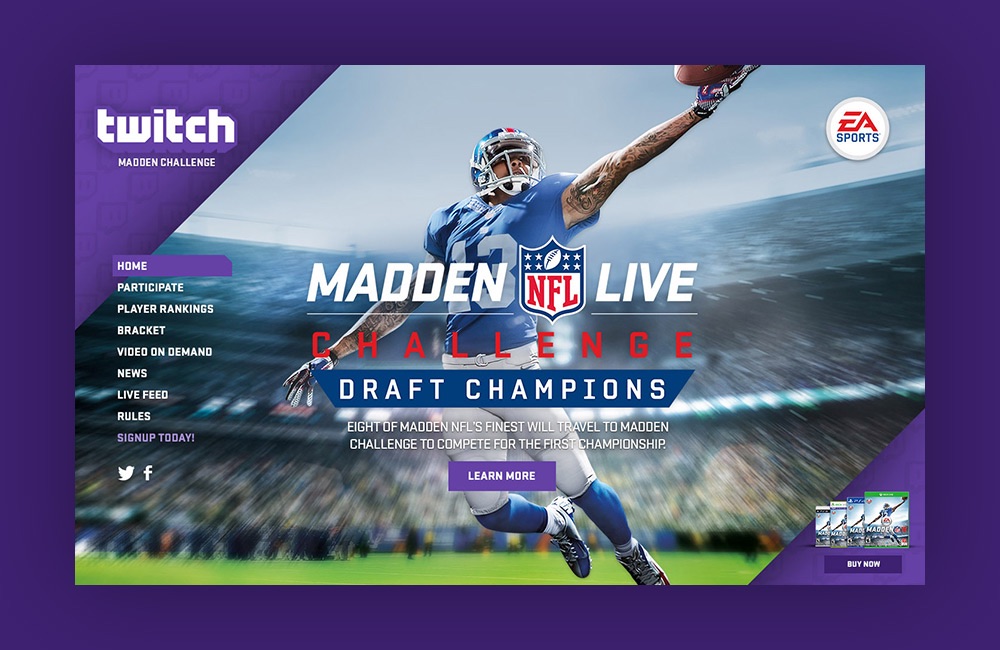 twitch
MADDEN CHALLENGE
EA
SPORTS
HOME
PARTICIPATE
PLAYER RANKINGS
BRACKET
VIDEO ON DEMAND
NEWS
LIVE FEED
RULES
SIGNUP TODAY!
13
MADDEN NFL LIVE
CHALLENGE
DRAFT CHAMPIONS
EIGHT OF MADDEN NFL'S FINEST WILL TRAVEL TO MADDEN
CHALLENGE TO COMPETE FOR THE FIRST CHAMPIONSHIP.
LEARN MORE
MADDEN
BUY NOW